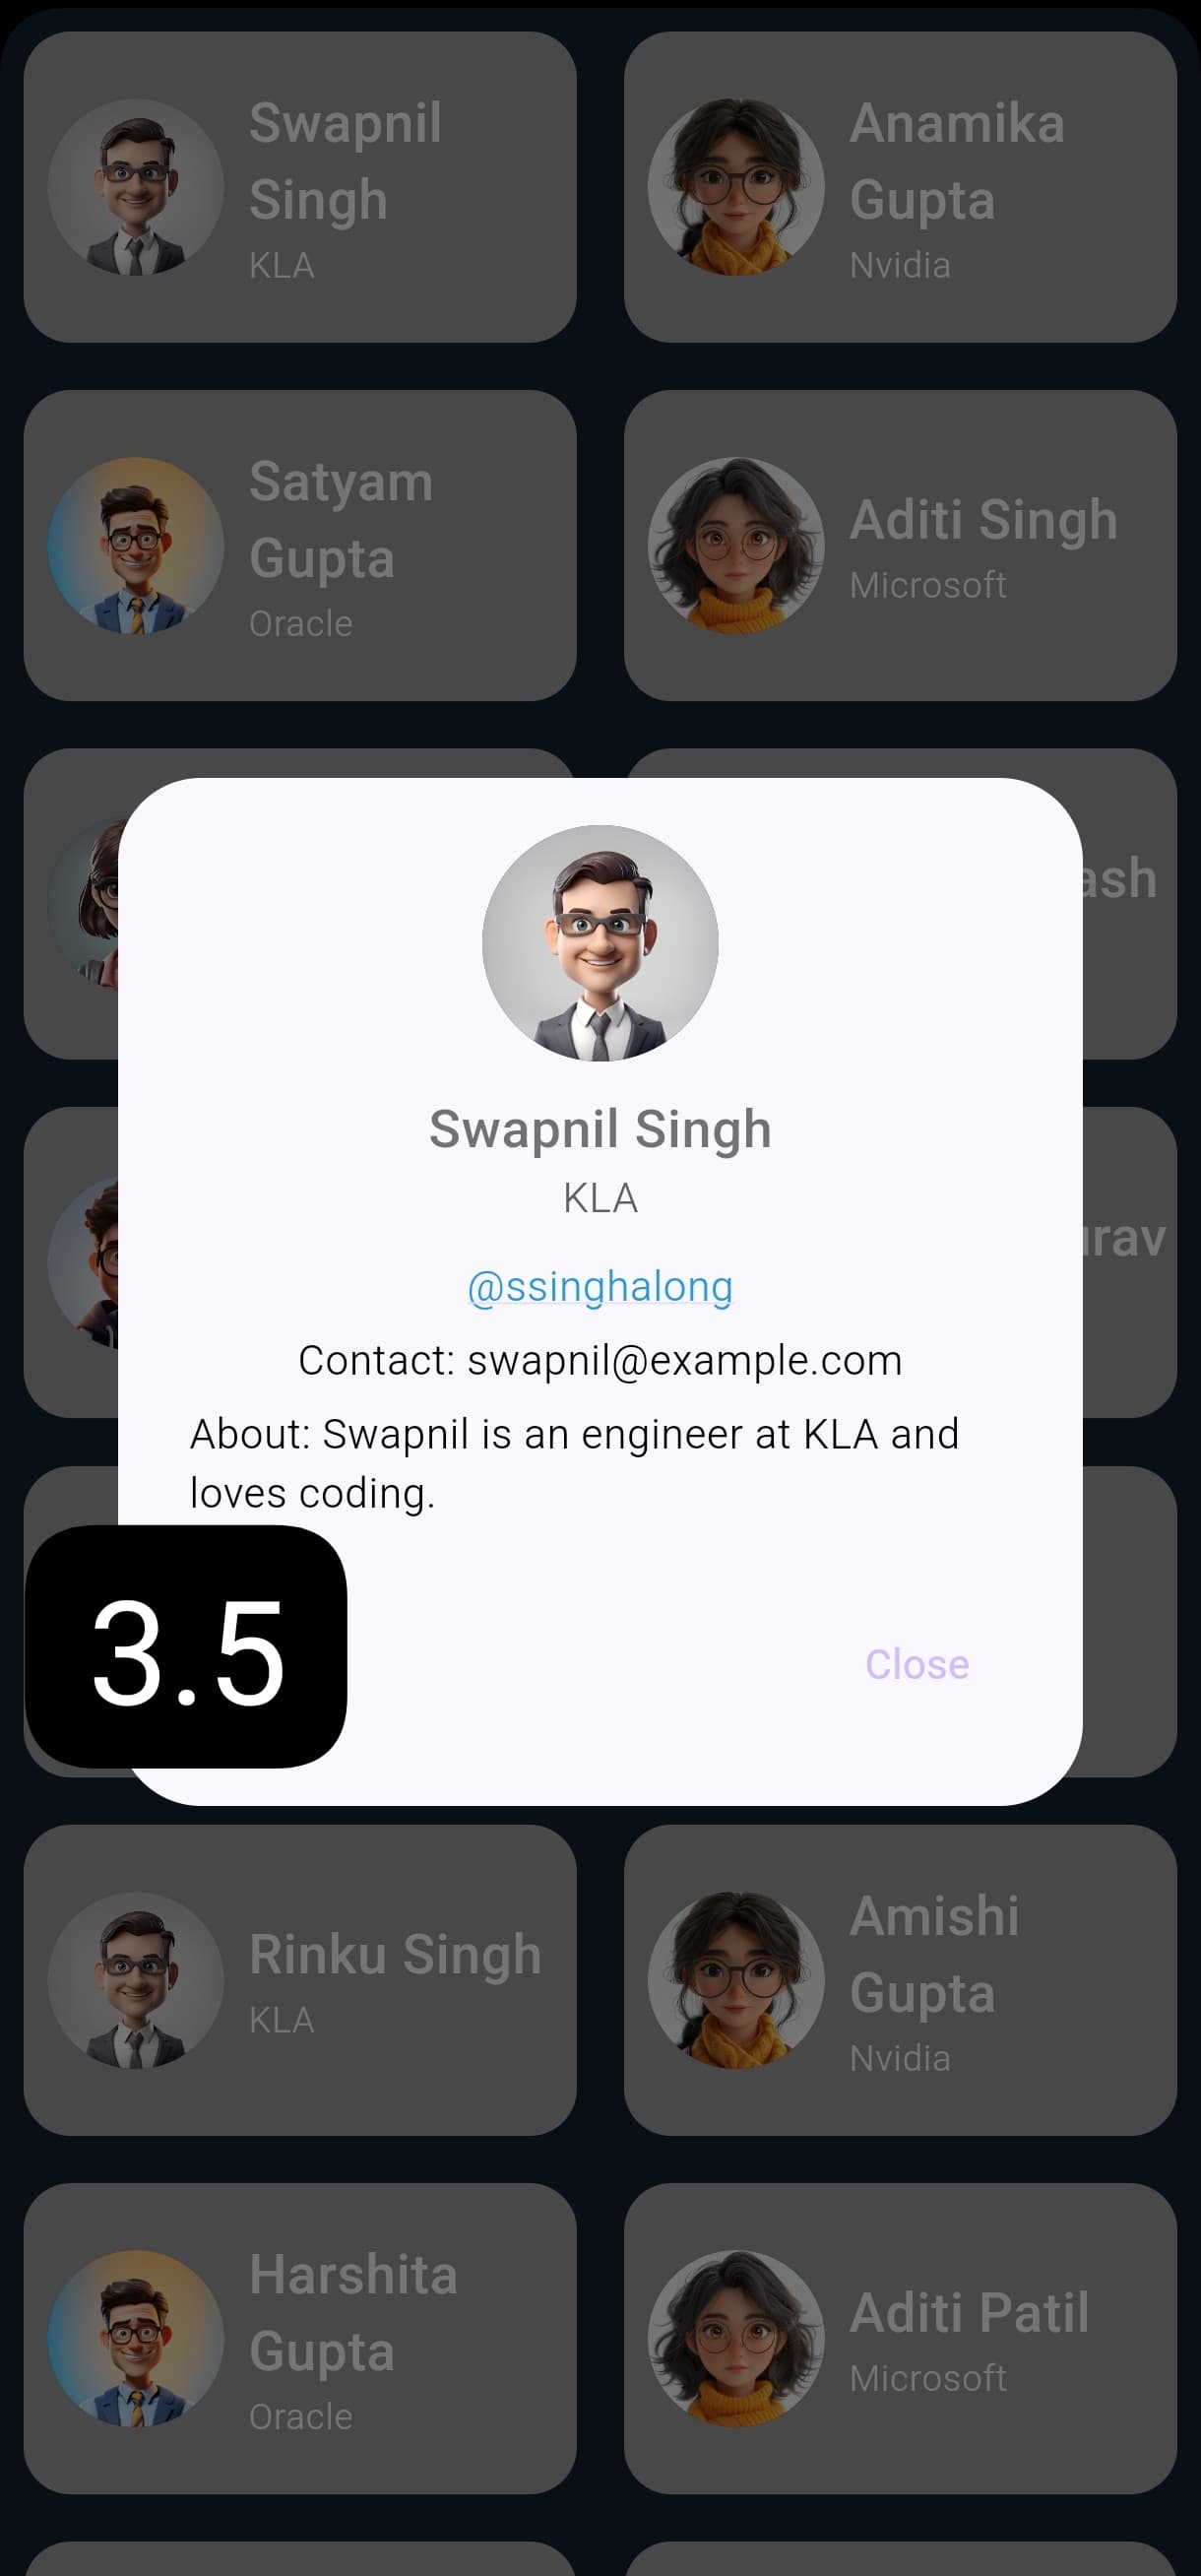 Swapnil
Singh
KLA
Anamika
Gupta
Nvidia
Satyam
Gupta
Oracle
Aditi Singh
Microsoft
Swapnil Singh
KLA
@ssinghalong
Contact: swapnil@example.com
About: Swapnil is an engineer at KLA and
loves coding.
3.5
Close
Rinku Singh
KLA
Amishi
Gupta
Nvidia
Harshita
Gupta
Oracle
Aditi Patil
Microsoft